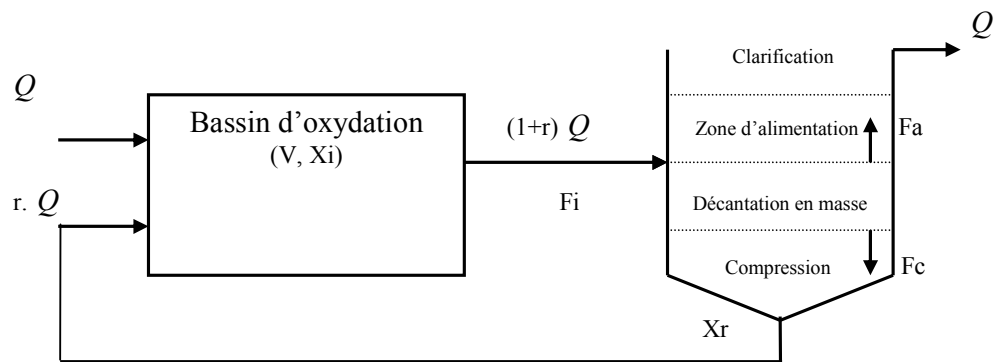 Q
Clarification
Q
Bassin d'oxydation
(V, Xi)
(1+r) Q
Zone d'alimentation
Fa
r. Q
Fi
Décantation en masse
Compression
Fc
Xr